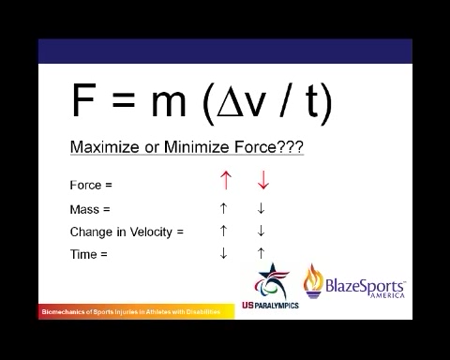 F = m (Δv / t)
Maximize or Minimize Force???
Force = ↑ ↓
Mass = ↑ ↓
Change in Velocity = ↑ ↓
Time = ↓ ↑
US PARALYMPICS
BlazeSports
AMERICA
Biomechanics of Sports Injuries in Athletes with Disabilities